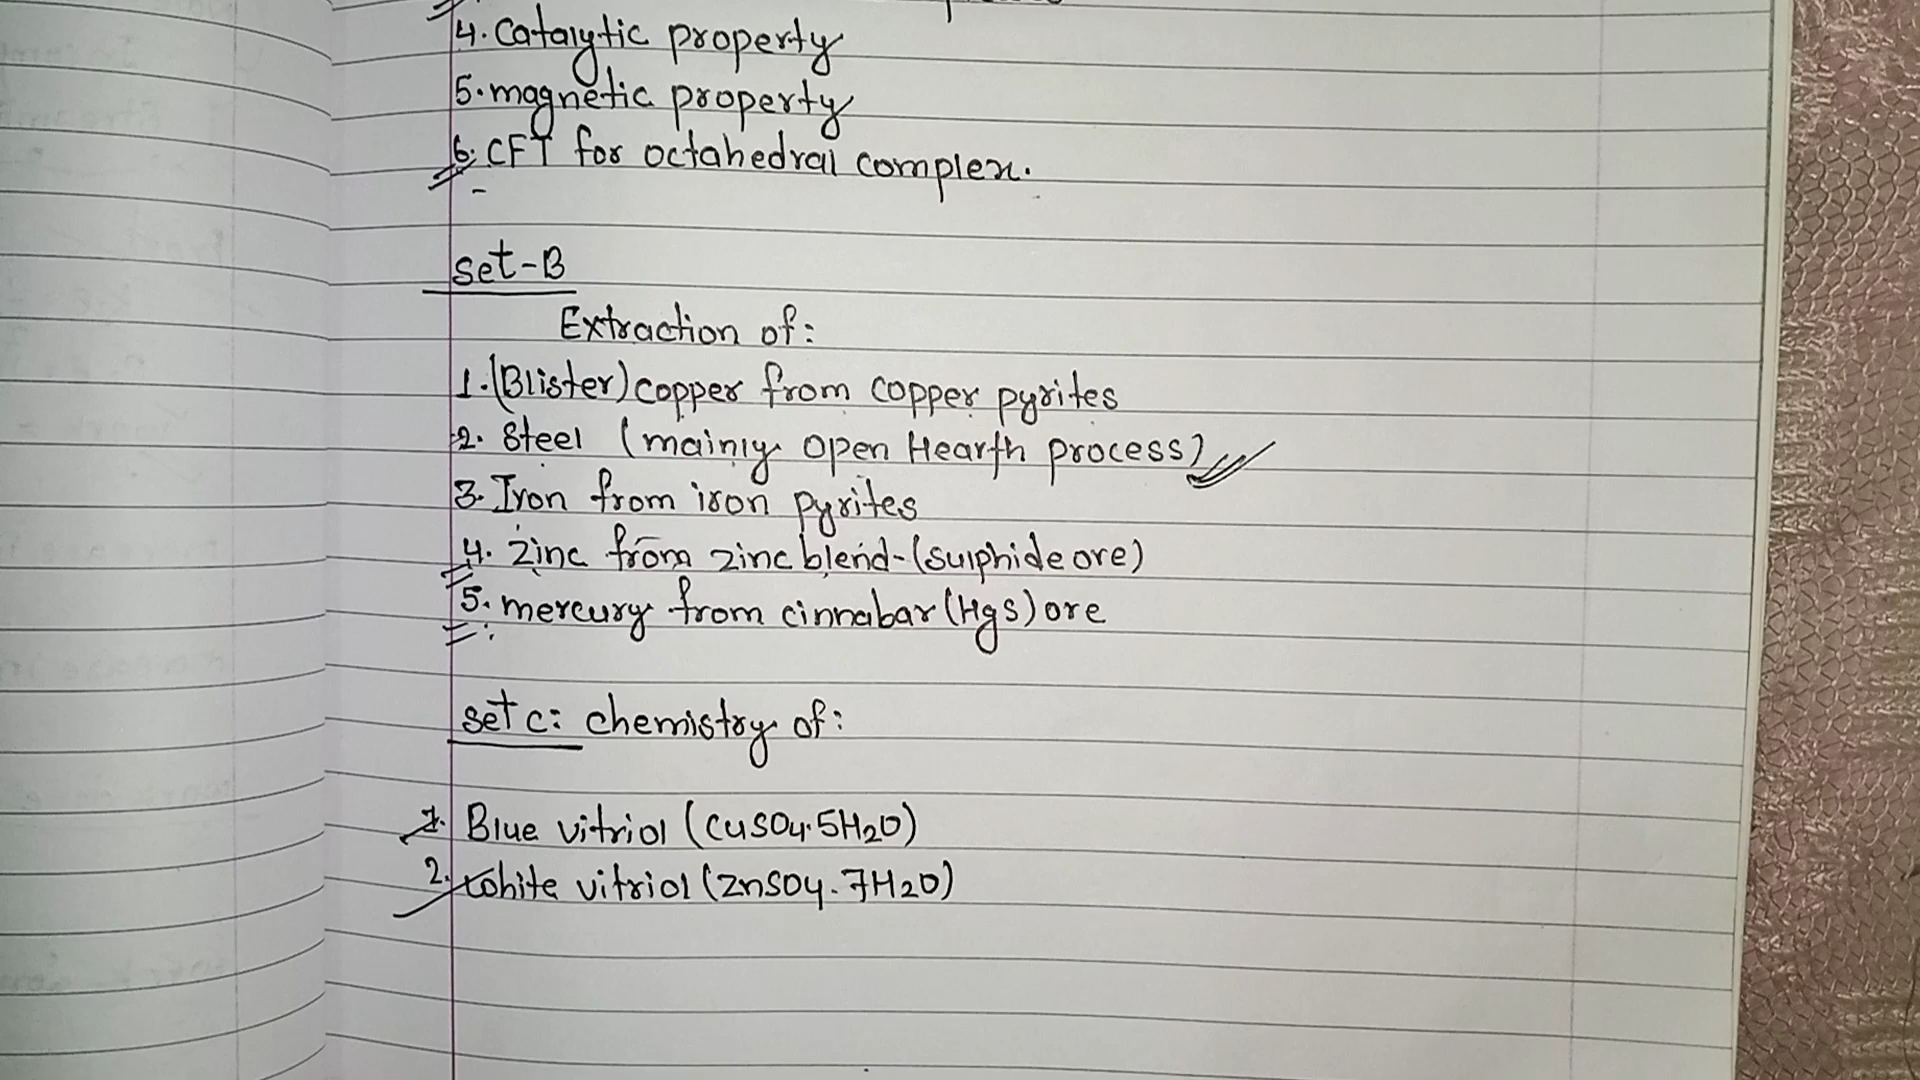 4. Catalytic property
5. magnetic property
6. CFT for octahedral complex.
set-B
Extraction of:
1. (Blister) copper from copper pyrites
2. Steel (mainly open Hearth process)
3. Iron from iron pyrites
4. Zinc from zinc blend-(sulphide ore)
5. mercury from cinnabar (Hgs) ore
set c: chemistry of:
1. Blue vitriol (CuSO4.5H2O)
2. white vitriol (ZnSO4.7H2O)